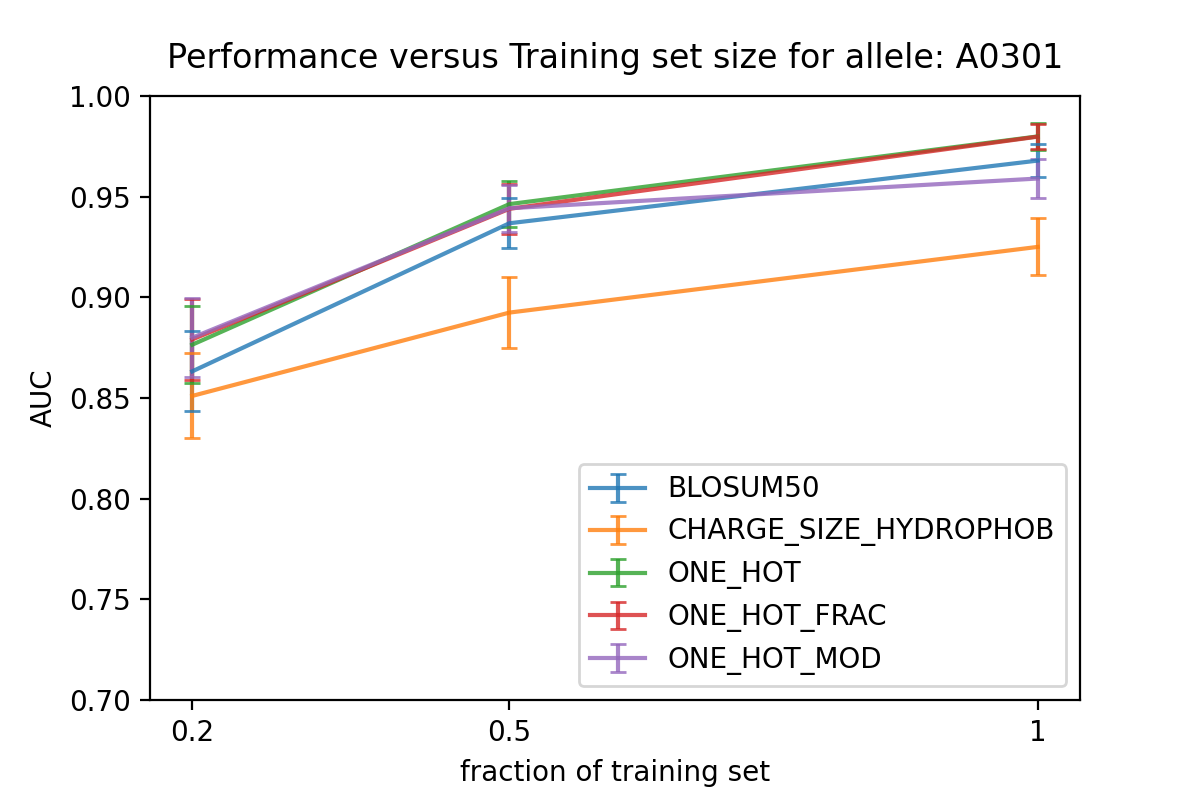 Performance versus Training set size for allele: A0301
1.00
0.95
0.90
0.85
0.80
0.75
0.70
AUC
BLOSUM50
CHARGE_SIZE_HYDROPHOB
ONE_HOT
ONE_HOT_FRAC
ONE_HOT_MOD
0.2 0.5 1
fraction of training set